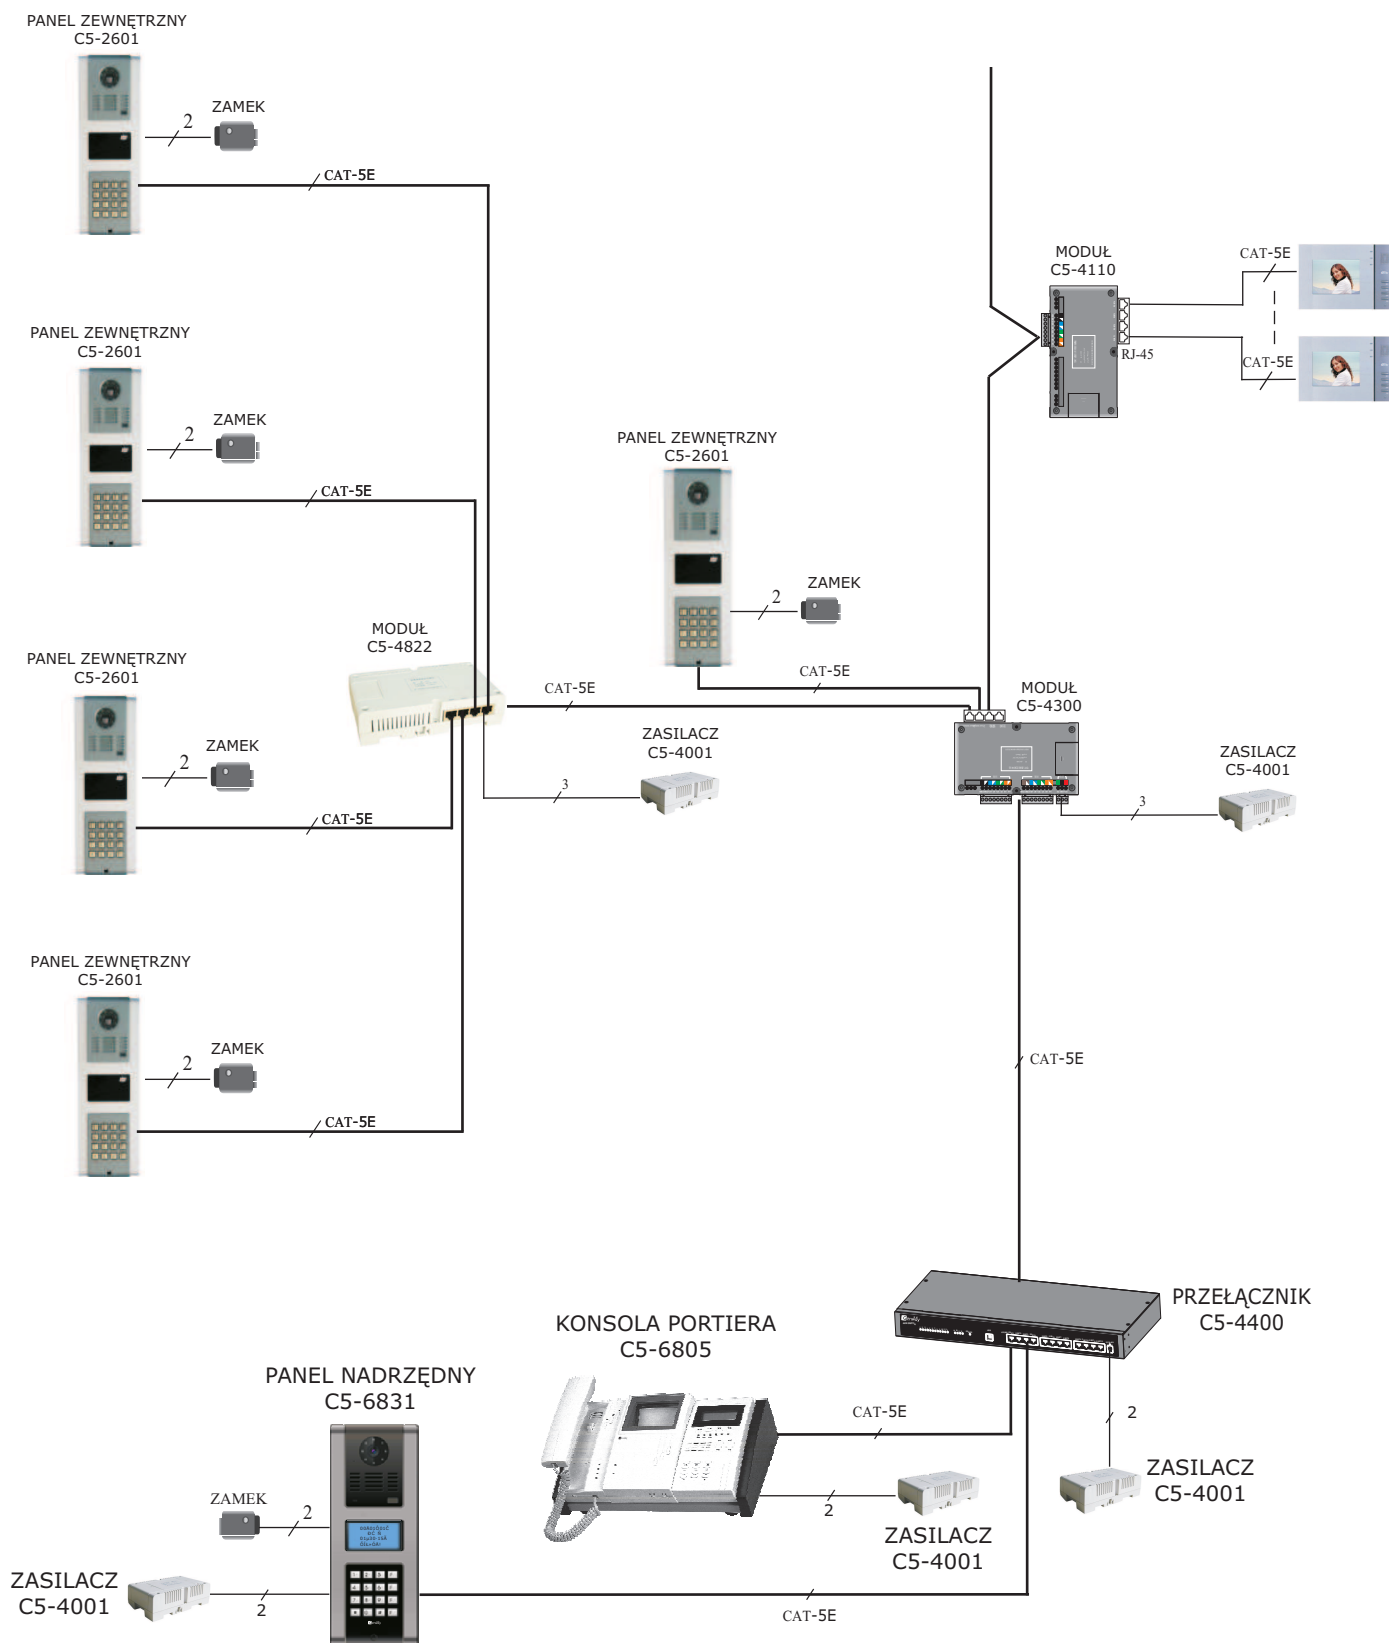 PANEL ZEWNĘTRZNY
C5-2601
2
ZAMEK
CAT-5E
MODUŁ
C5-4110
CAT-5E
RJ-45
CAT-5E
PANEL ZEWNĘTRZNY
C5-2601
2
ZAMEK
CAT-5E
PANEL ZEWNĘTRZNY
C5-2601
2
ZAMEK
CAT-5E
MODUŁ
C5-4822
CAT-5E
MODUŁ
C5-4300
ZASILACZ
C5-4001
3
ZASILACZ
C5-4001
3
PANEL ZEWNĘTRZNY
C5-2601
2
ZAMEK
CAT-5E
PANEL ZEWNĘTRZNY
C5-2601
2
ZAMEK
CAT-5E
CAT-5E
PRZEŁĄCZNIK
C5-4400
KONSOLA PORTIERA
C5-6805
CAT-5E
2
ZASILACZ
C5-4001
2
ZASILACZ
C5-4001
PANEL NADRZĘDNY
C5-6831
ZAMEK
2
ZASILACZ
C5-4001
2
CAT-5E